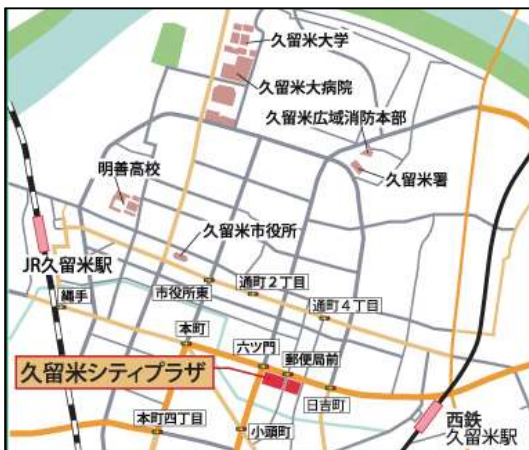 久留米大学
久留米大病院
久留米広域消防本部
明善高校
久留米署
久留米市役所
JR久留米駅
市役所東
通町2丁目
縄手
通町4丁目
本町
六ツ門
郵便局前
久留米シティプラザ
日吉町
本町四丁目
小頭町
西鉄
久留米駅